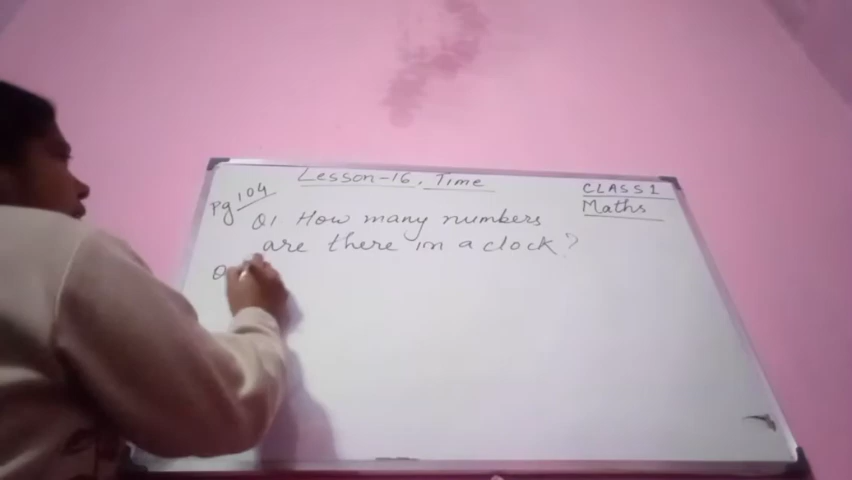 Lesson-16, Time
CLASS 1
Maths
Pg 104
Q1 How many numbers
are there in a clock?
Q